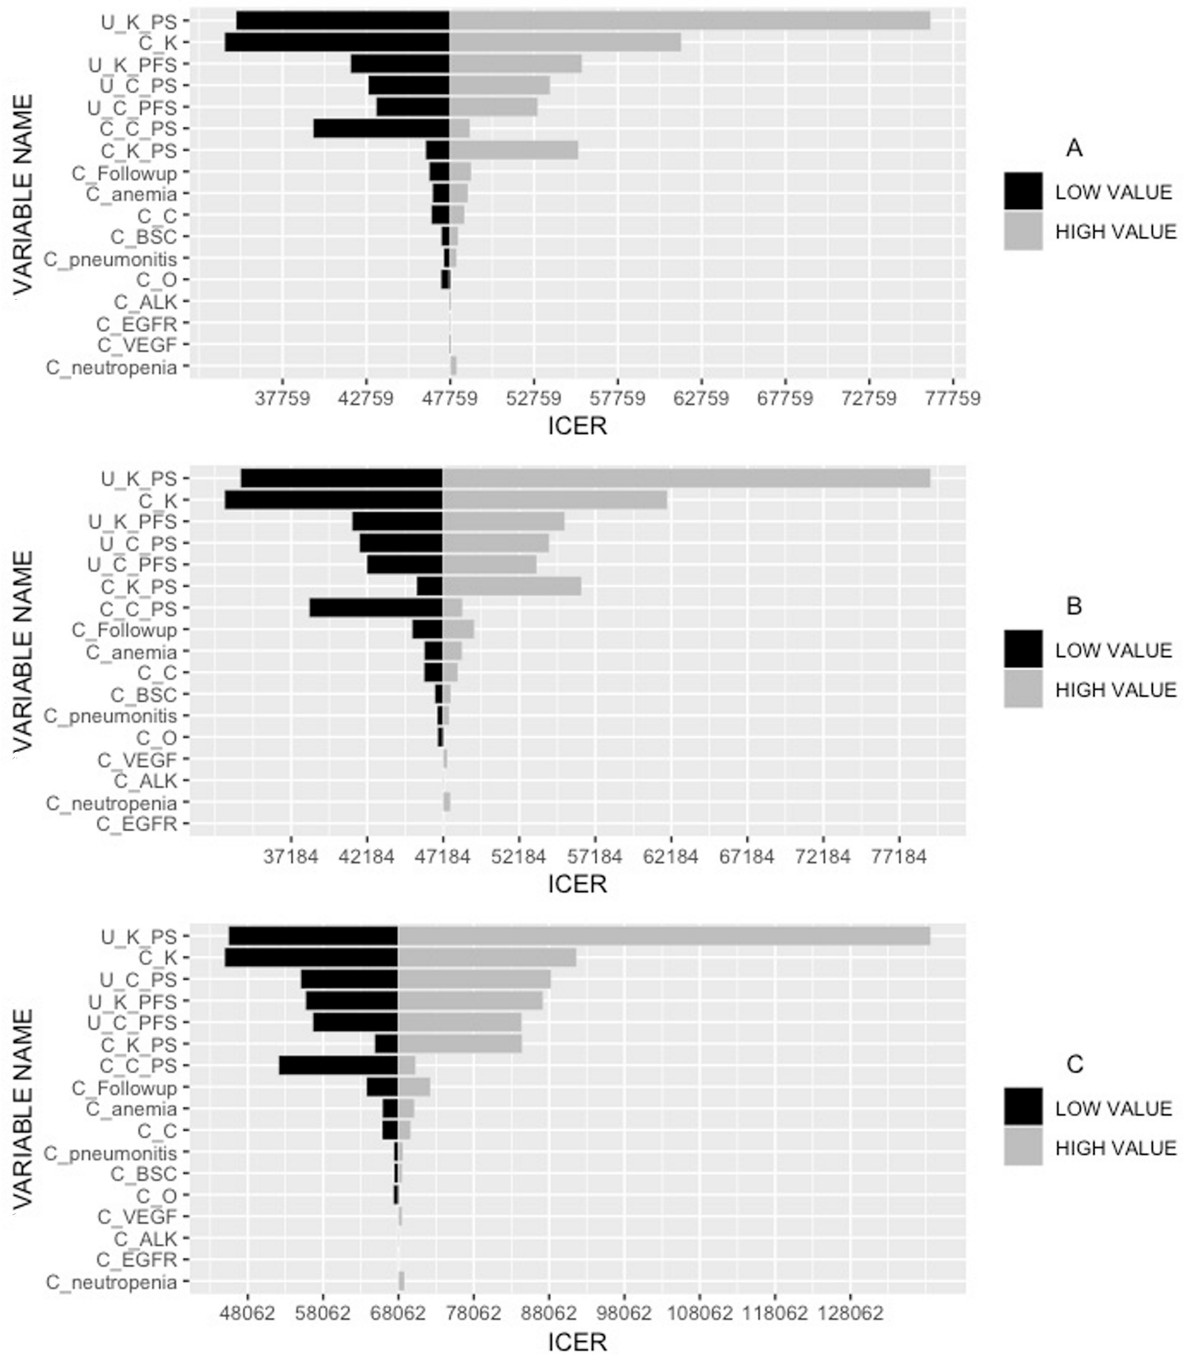 U_K_PS
C_K
U_K_PFS
U_C_PS
U_C_PFS
C_C_PS
C_K_PS
C_Followup
C_anemia
C_C
C_BSC
C_pneumonitis
C_O
C_ALK
C_EGFR
C_VEGF
C_neutropenia
VARIABLE NAME
37759 42759 47759 52759 57759 62759 67759 72759 77759
ICER
A
LOW VALUE
HIGH VALUE
U_K_PS
C_K
U_K_PFS
U_C_PS
U_C_PFS
C_K_PS
C_C_PS
C_Followup
C_anemia
C_C
C_BSC
C_pneumonitis
C_O
C_VEGF
C_ALK
C_neutropenia
C_EGFR
VARIABLE NAME
37184 42184 47184 52184 57184 62184 67184 72184 77184
ICER
B
LOW VALUE
HIGH VALUE
U_K_PS
C_K
U_C_PS
U_K_PFS
U_C_PFS
C_K_PS
C_C_PS
C_Followup
C_anemia
C_C
C_pneumonitis
C_BSC
C_O
C_VEGF
C_ALK
C_EGFR
C_neutropenia
VARIABLE NAME
48062 58062 68062 78062 88062 98062 108062 118062 128062
ICER
C
LOW VALUE
HIGH VALUE